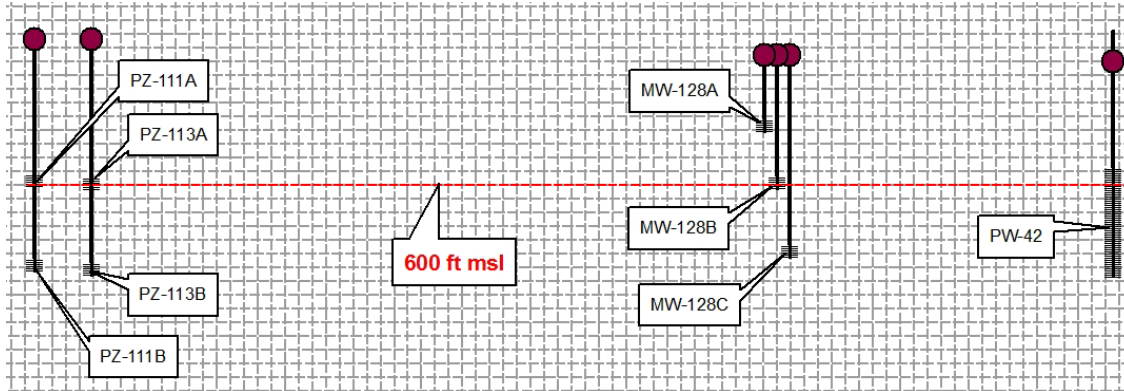 PZ-111A
MW-128A
PZ-113A
MW-128B
PW-42
600 ft msl
PZ-113B
MW-128C
PZ-111B